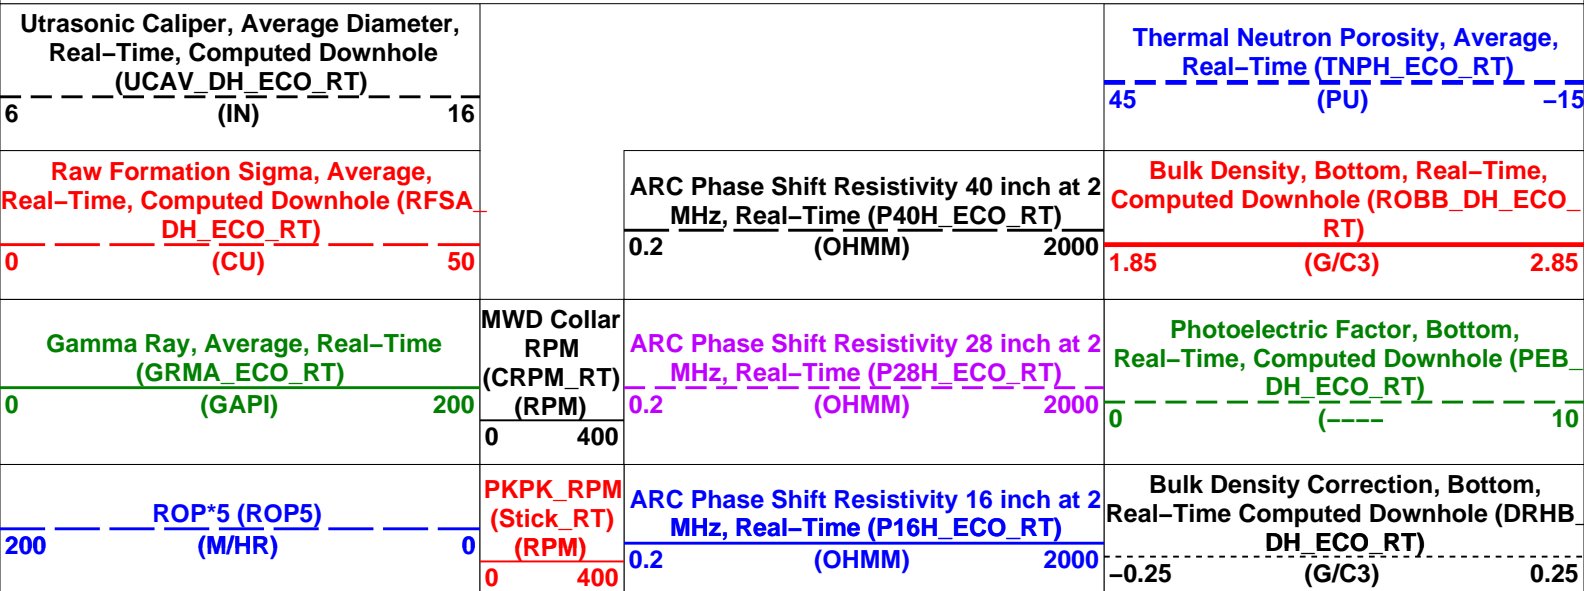 Utrasonic Caliper, Average Diameter,
Real–Time, Computed Downhole
(UCAV_DH_ECO_RT)
6 (IN) 16
Thermal Neutron Porosity, Average,
Real–Time (TNPH_ECO_RT)
45 (PU) –15
Raw Formation Sigma, Average,
Real–Time, Computed Downhole (RFSA_
DH_ECO_RT)
0 (CU) 50
ARC Phase Shift Resistivity 40 inch at 2
MHz, Real–Time (P40H_ECO_RT)
0.2 (OHMM) 2000
Bulk Density, Bottom, Real–Time,
Computed Downhole (ROBB_DH_ECO_
RT)
1.85 (G/C3) 2.85
Gamma Ray, Average, Real–Time
(GRMA_ECO_RT)
0 (GAPI) 200
MWD Collar
RPM
(CRPM_RT)
(RPM)
0 400
ARC Phase Shift Resistivity 28 inch at 2
MHz, Real–Time (P28H_ECO_RT)
0.2 (OHMM) 2000
Photoelectric Factor, Bottom,
Real–Time, Computed Downhole (PEB_
DH_ECO_RT)
0 (–––– 10
ROP*5 (ROP5)
200 (M/HR) 0
PKPK_RPM
(Stick_RT)
(RPM)
0 400
ARC Phase Shift Resistivity 16 inch at 2
MHz, Real–Time (P16H_ECO_RT)
0.2 (OHMM) 2000
Bulk Density Correction, Bottom,
Real–Time Computed Downhole (DRHB_
DH_ECO_RT)
–0.25 (G/C3) 0.25